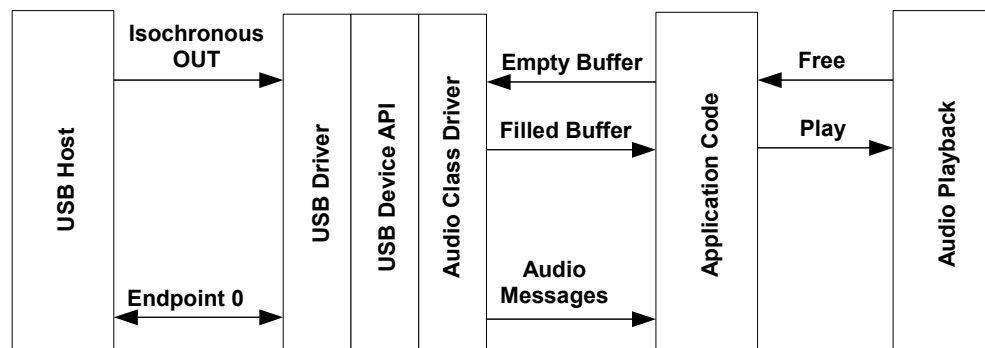 USB Host
Isochronous
OUT
Endpoint 0
USB Driver
USB Device API
Audio Class Driver
Empty Buffer
Filled Buffer
Audio
Messages
Application Code
Free
Play
Audio Playback